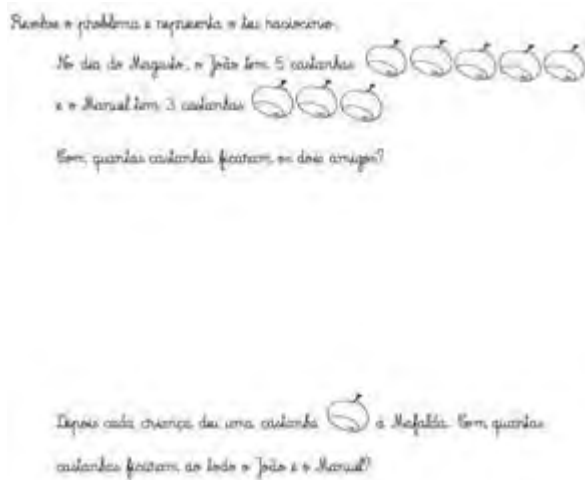 Resolve o problema e representa o teu raciocínio.
No dia do Magusto, o João tem 5 castanhas
e o Manuel tem 3 castanhas
Com quantas castanhas ficaram os dois amigos?
Depois cada criança deu uma castanha à Mafalda. Com quantas
castanhas ficaram ao todo o João e o Manuel?